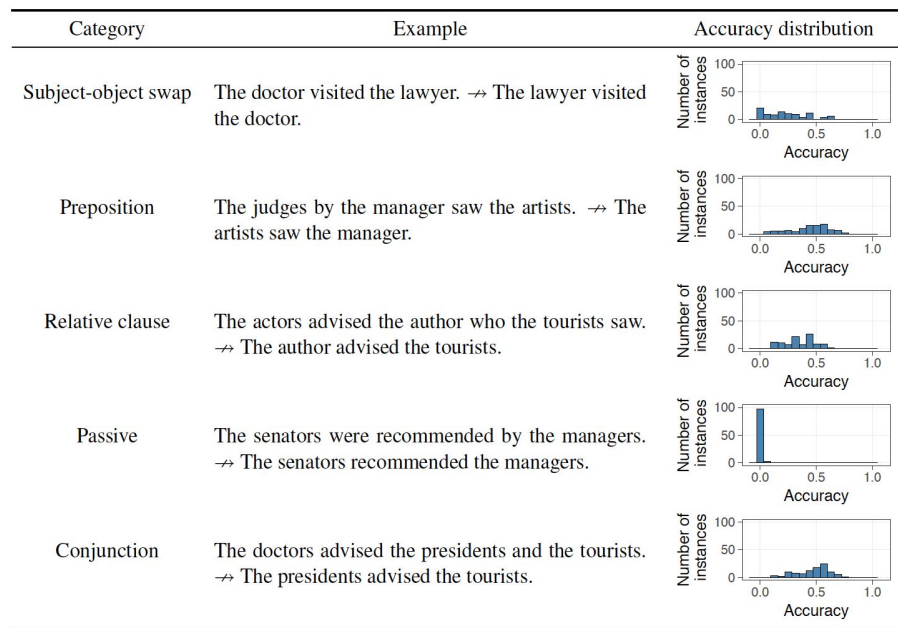 Category Example Accuracy distribution
Subject-object swap The doctor visited the lawyer. ↛ The lawyer visited
the doctor.
Number of
instances
100
50
0
0.0 0.5 1.0
Accuracy
Preposition The judges by the manager saw the artists. ↛ The
artists saw the manager.
Number of
instances
100
50
0
0.0 0.5 1.0
Accuracy
Relative clause The actors advised the author who the tourists saw.
↛ The author advised the tourists.
Number of
instances
100
50
0
0.0 0.5 1.0
Accuracy
Passive The senators were recommended by the managers.
↛ The senators recommended the managers.
Number of
instances
100
50
0
0.0 0.5 1.0
Accuracy
Conjunction The doctors advised the presidents and the tourists.
↛ The presidents advised the tourists.
Number of
instances
100
50
0
0.0 0.5 1.0
Accuracy